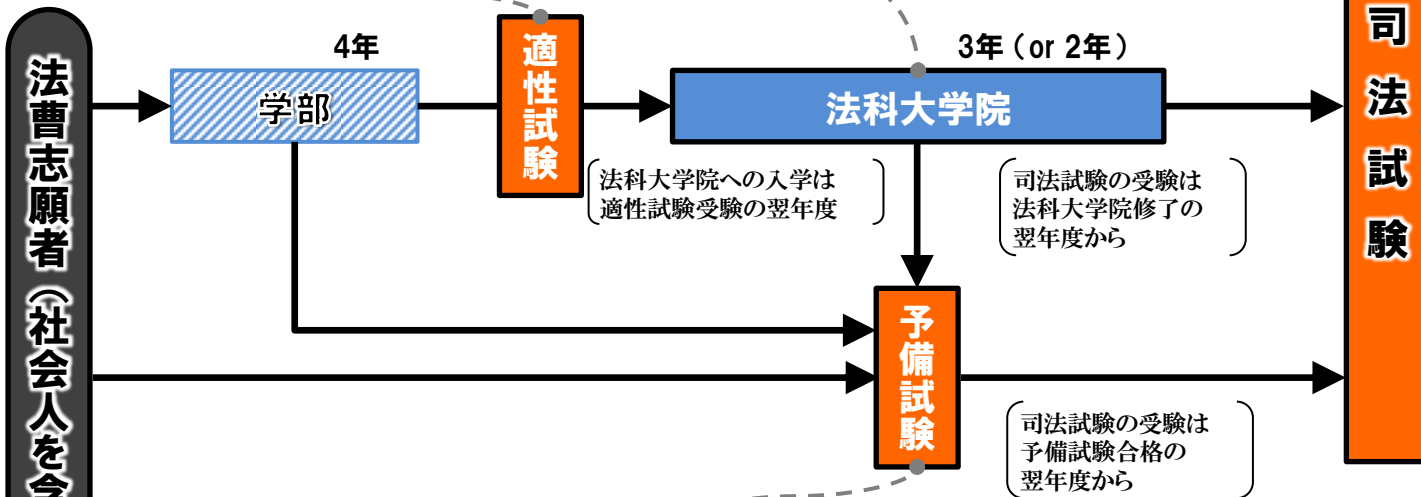 法曹志願者（社会人を含
4年
学部
適性試験
法科大学院への入学は
適性試験受験の翌年度
3年（or 2年）
法科大学院
司法試験の受験は
法科大学院修了の
翌年度から
予備試験
司法試験の受験は
予備試験合格の
翌年度から
司法試験